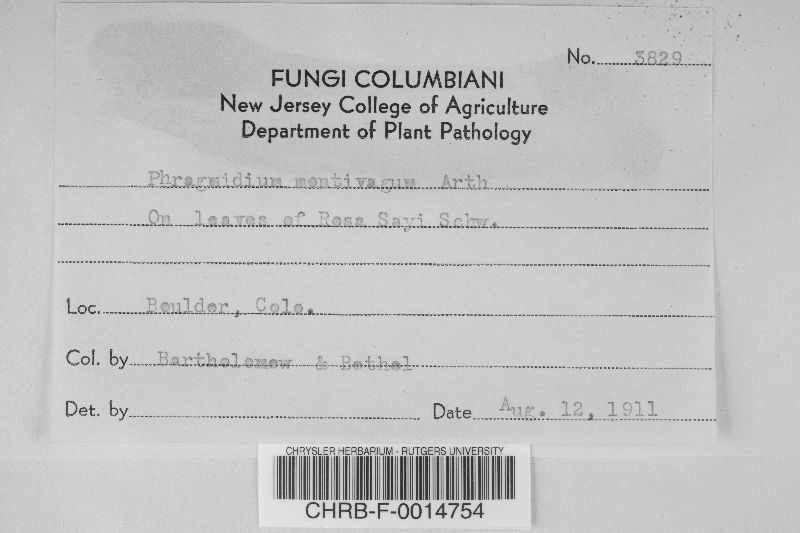 No. 3829
FUNGI COLUMBIANI
New Jersey College of Agriculture
Department of Plant Pathology
Phragmidium montivagum Arth
On leaves of Rosa Sayi Schw.
Loc. Boulder, Colo.
Col. by Bartholomew & Bethel
Det. by
Date Aug. 12, 1911
CHRYSLER HERBARIUM - RUTGERS UNIVERSITY
CHRB-F-0014754